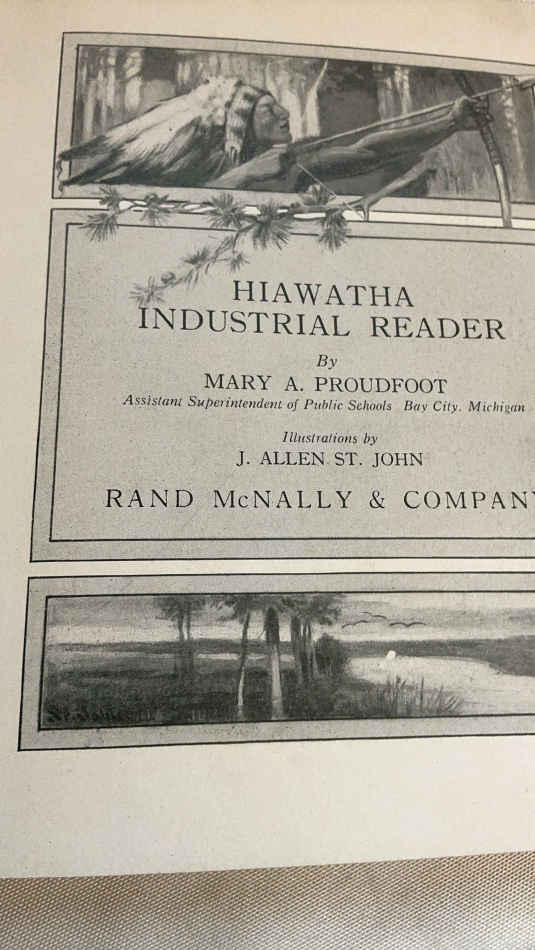 HIAWATHA
INDUSTRIAL READER
By
MARY A. PROUDFOOT
Assistant Superintendent of Public Schools Bay City. Michigan
Illustrations by
J. ALLEN ST. JOHN
RAND McNALLY & COMPANY